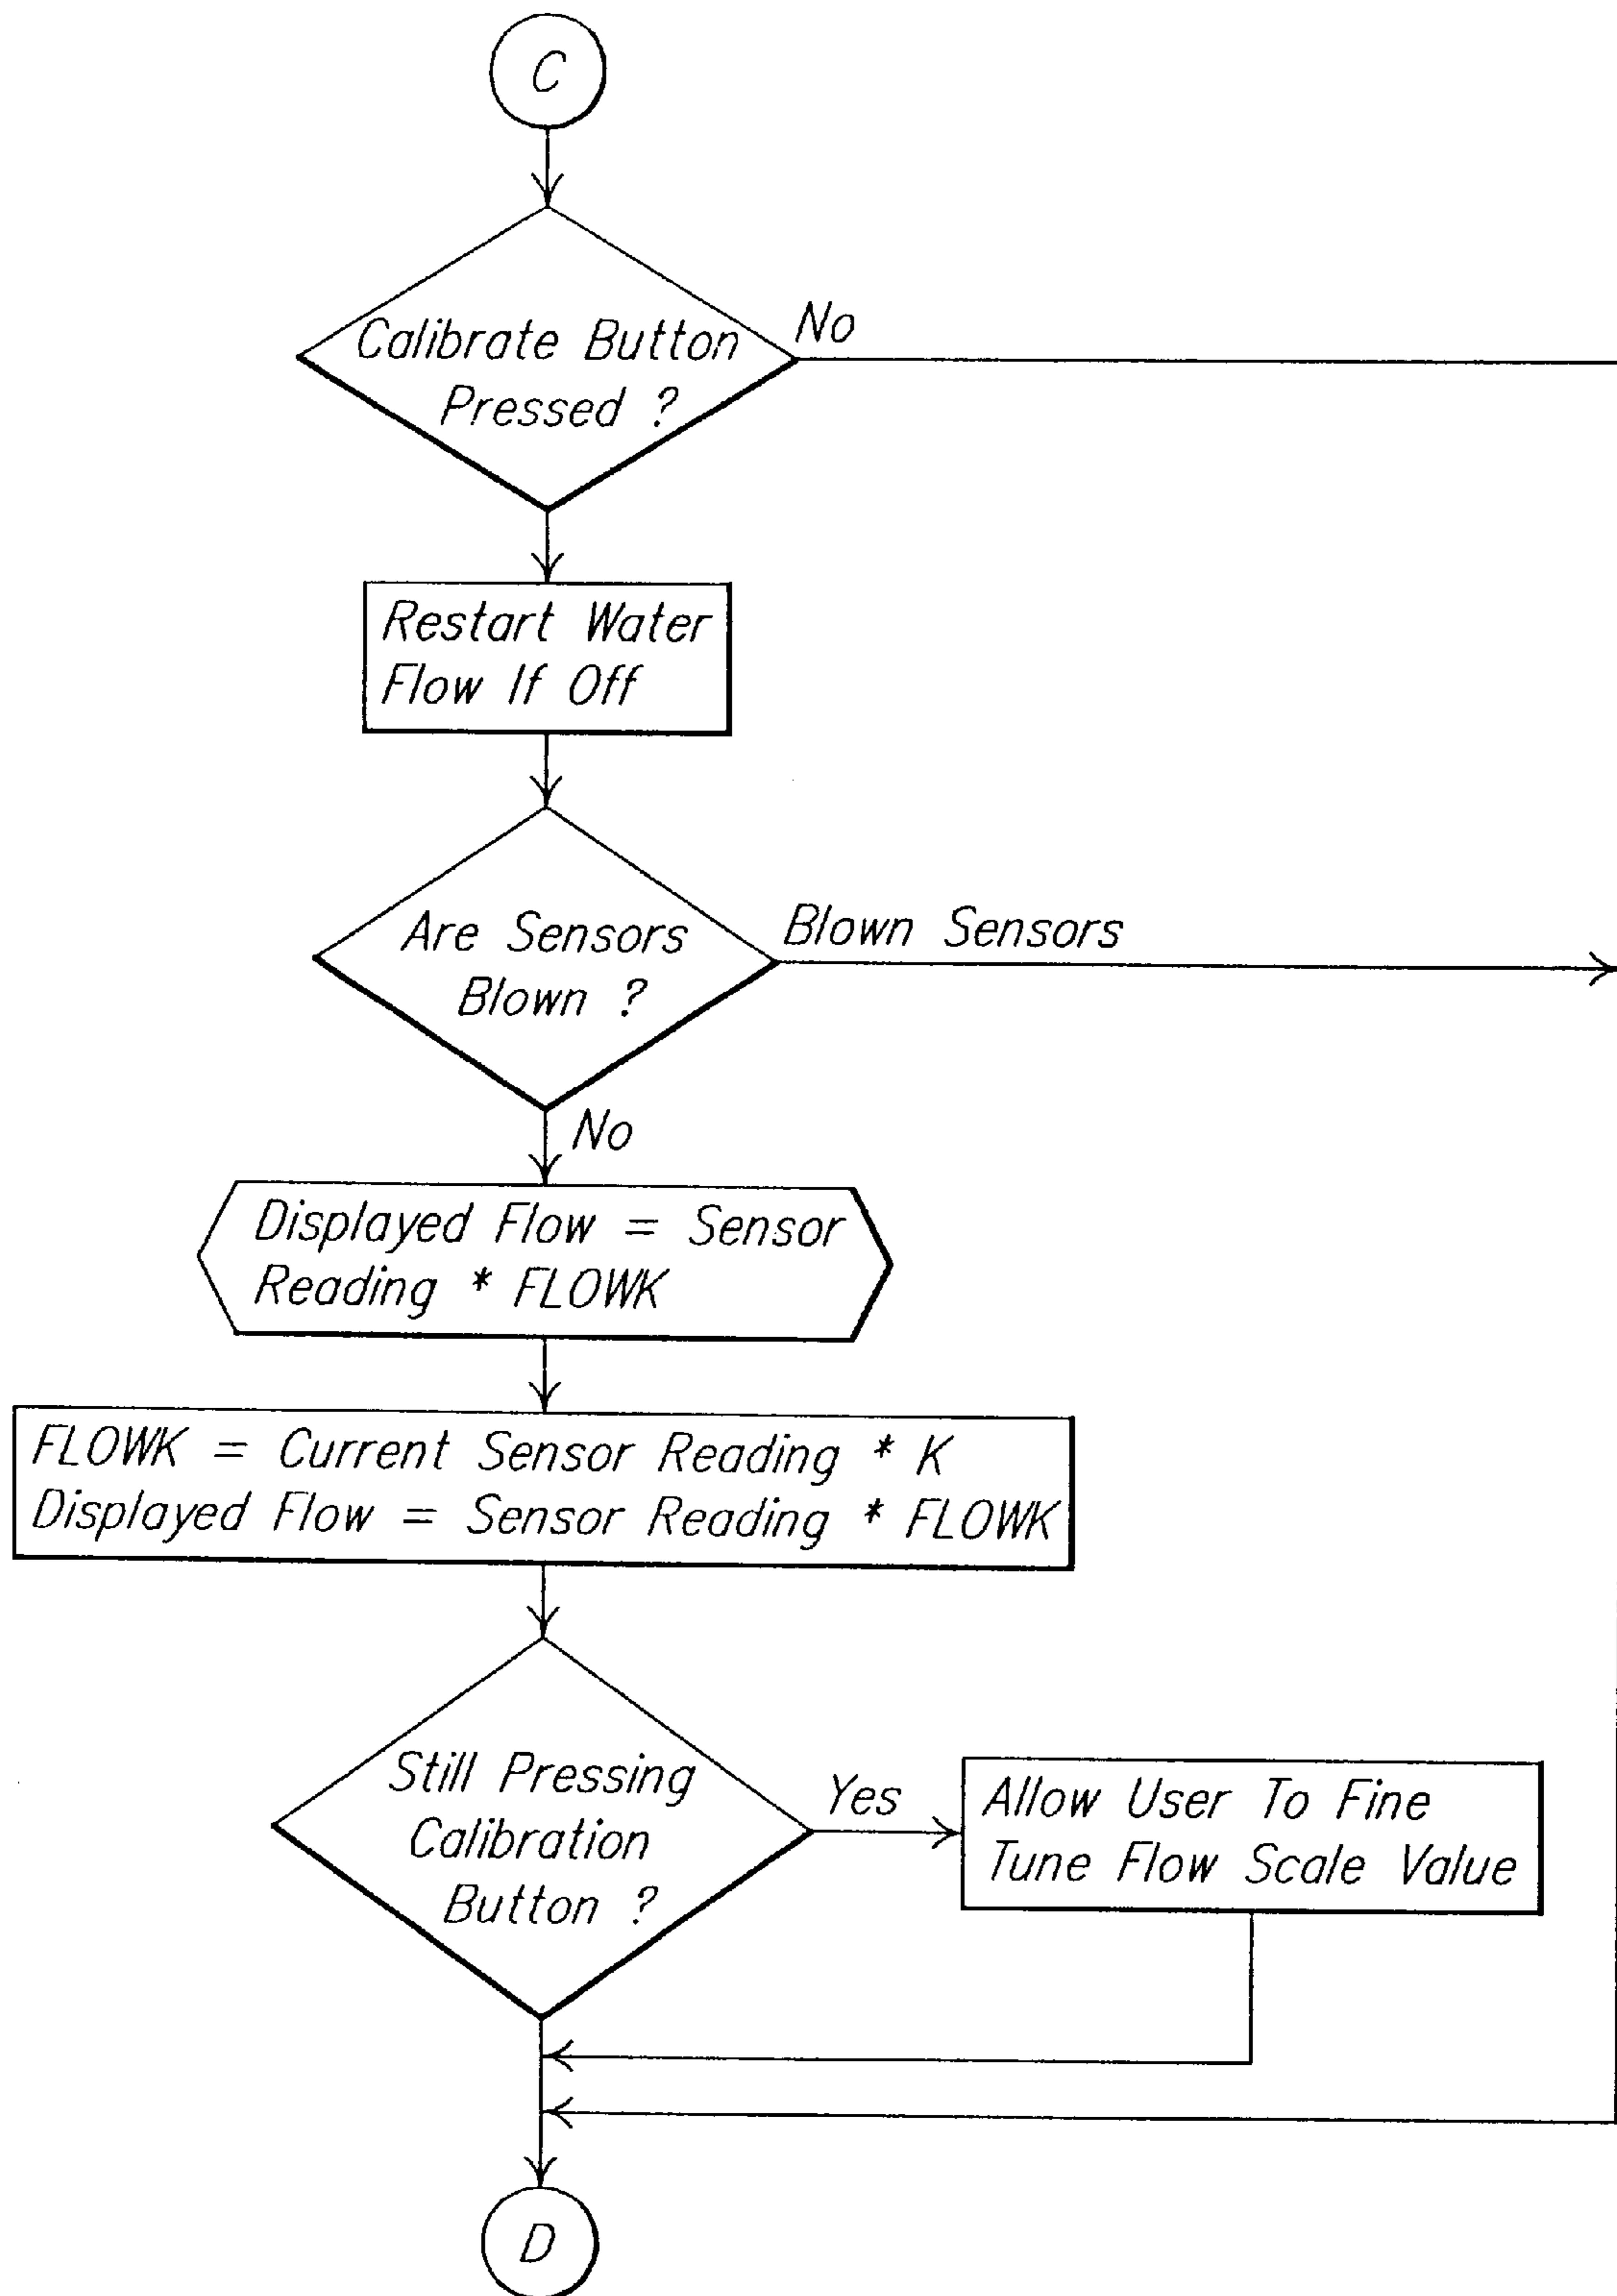 C
Calibrate Button
Pressed ?
No
Restart Water
Flow If Off
Are Sensors
Blown ?
Blown Sensors
No
Displayed Flow = Sensor
Reading * FLOWK
FLOWK = Current Sensor Reading * K
Displayed Flow = Sensor Reading * FLOWK
Still Pressing
Calibration
Button ?
Yes
Allow User To Fine
Tune Flow Scale Value
D